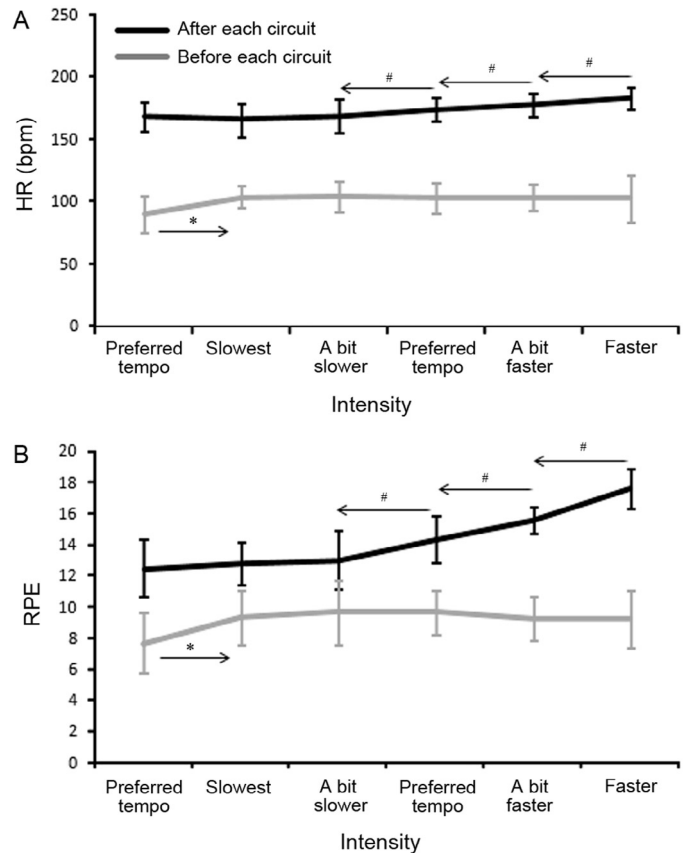 A
After each circuit
Before each circuit
HR (bpm)
250
200
150
100
50
0
#
#
#
*
Preferred tempo
Slowest
A bit slower
Preferred tempo
A bit faster
Faster
Intensity
B
RPE
20
18
16
14
12
10
8
6
4
2
0
#
#
#
*
Preferred tempo
Slowest
A bit slower
Preferred tempo
A bit faster
Faster
Intensity